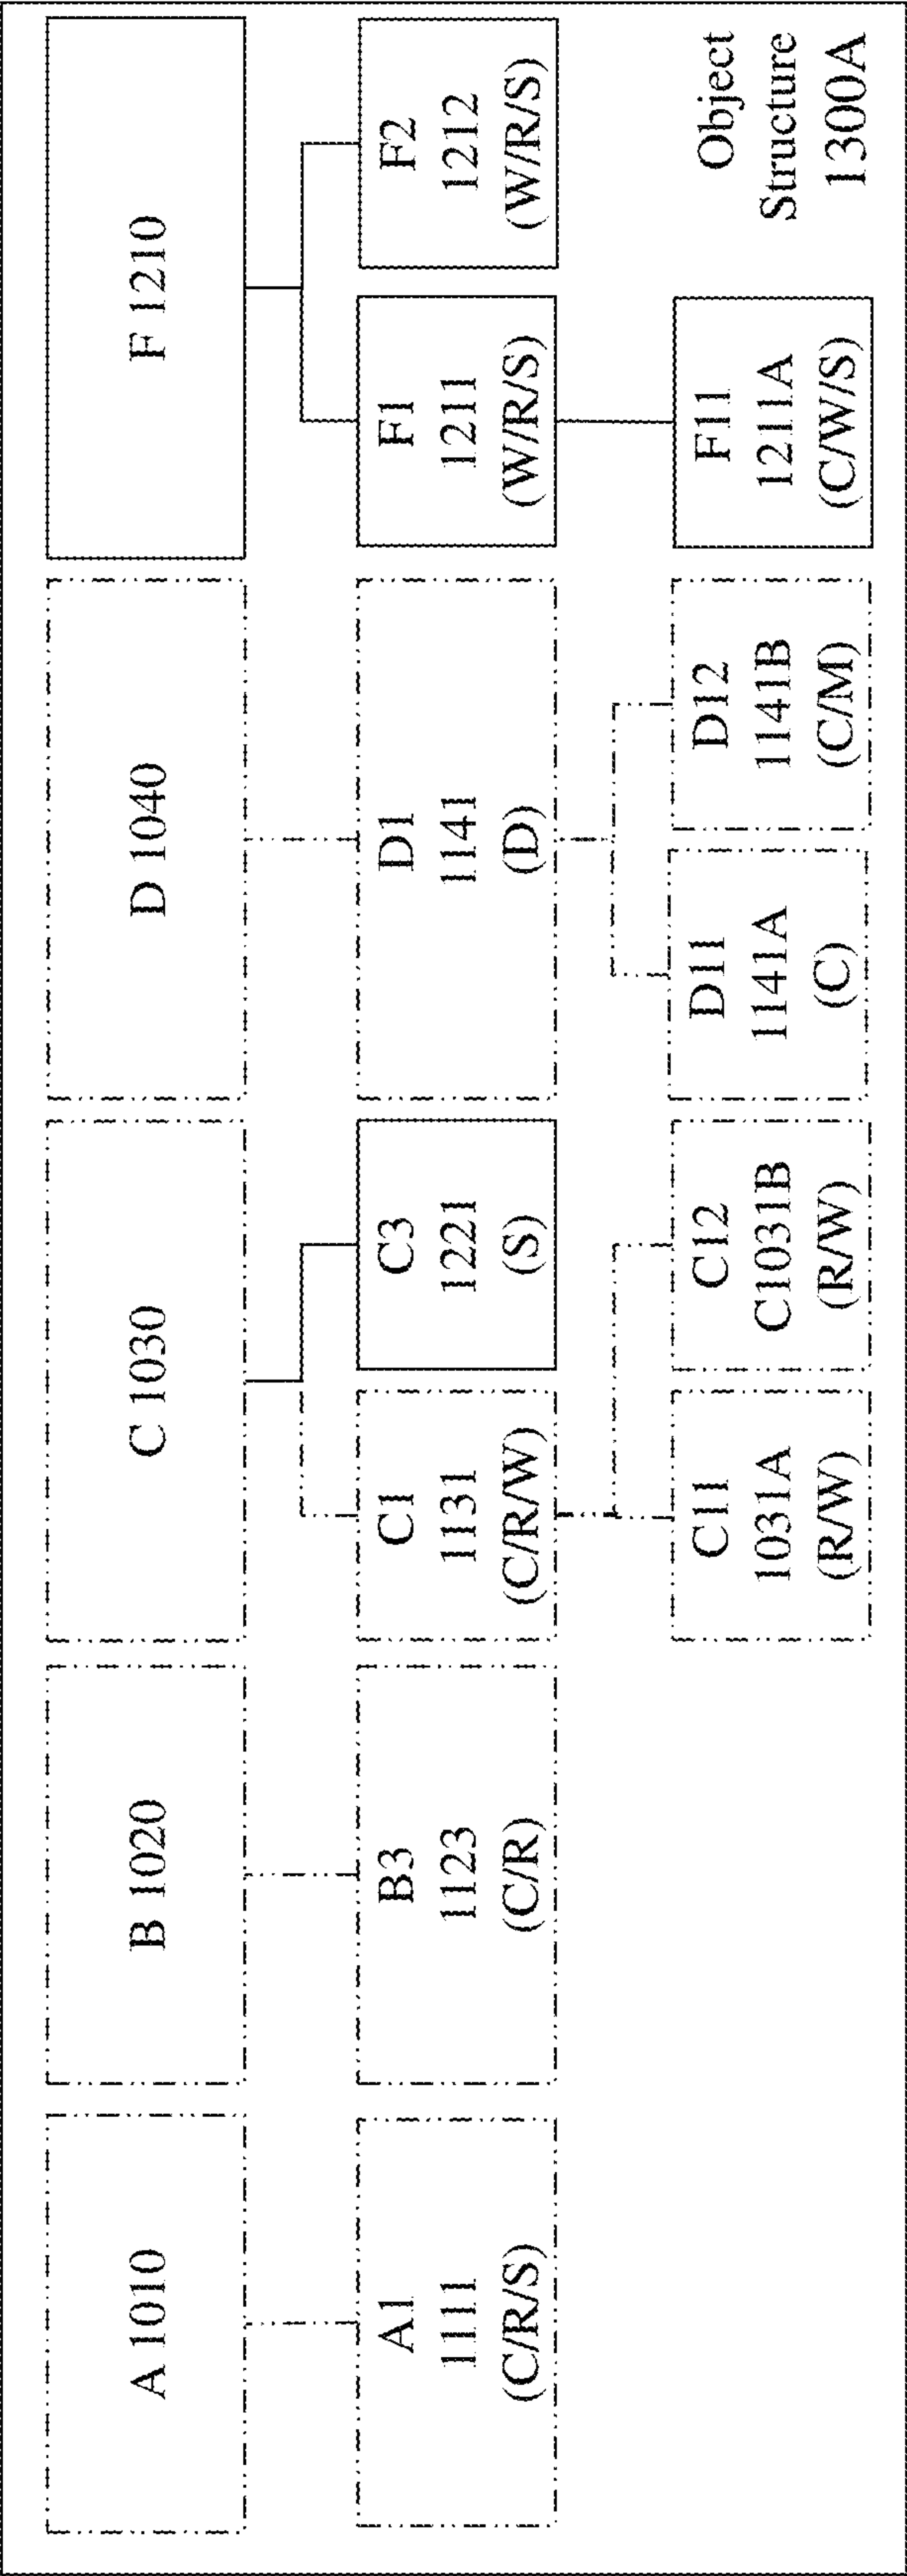 A 1010
B 1020
C 1030
D 1040
F 1210
A1
1111
(C/R/S)
B3
1123
(C/R)
C1
1131
(C/R/W)
C3
1221
(S)
D1
1141
(D)
F1
1211
(W/R/S)
F2
1212
(W/R/S)
C11
1031A
(R/W)
C12
C1031B
(R/W)
D11
1141A
(C)
D12
1141B
(C/M)
F11
1211A
(C/W/S)
Object
Structure
1300A